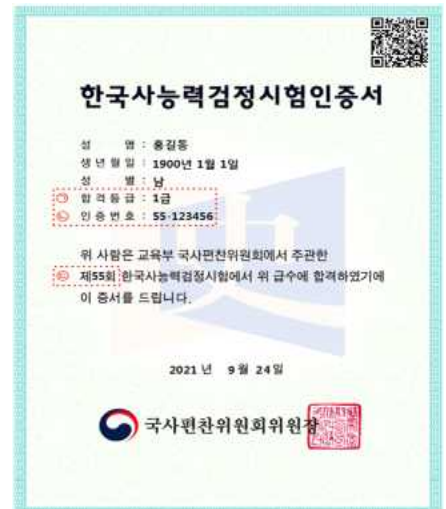 한국사능력검정시험인증서
성 명 : 홍길동
생 년 월 일 : 1900년 1월 1일
성 별 : 남
합 격 등 급 : 1급
인 증 번 호 : 55-123456
위 사람은 교육부 국사편찬위원회에서 주관한
제55회 한국사능력검정시험에서 위 급수에 합격하였기에
이 증서를 드립니다.
2021 년 9 월 24 일
국사편찬위원회위원장